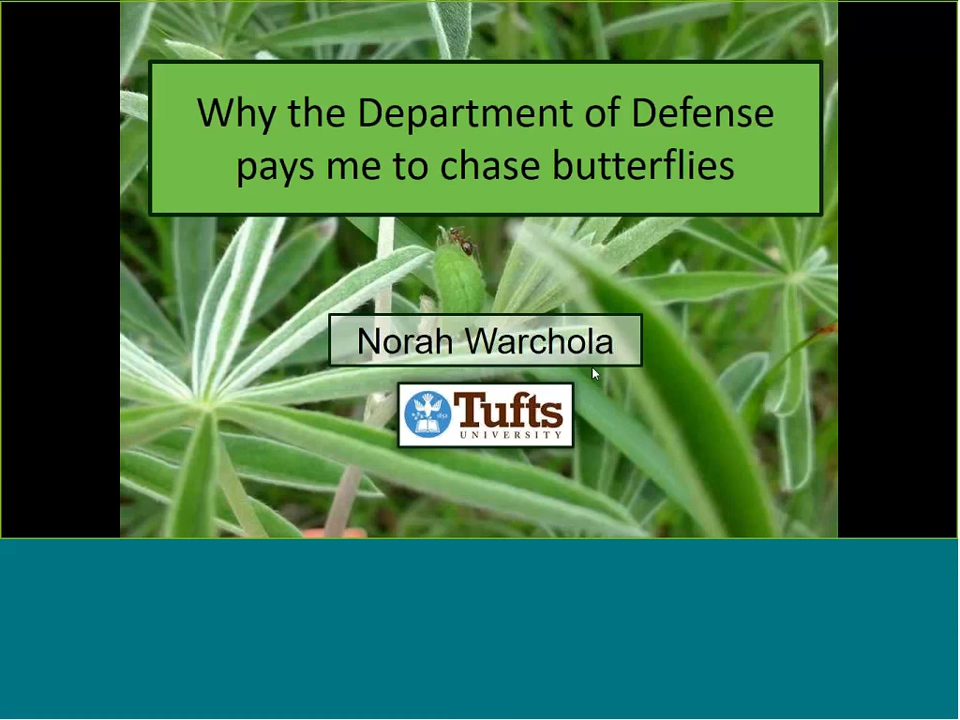 Why the Department of Defense
pays me to chase butterflies
Norah Warchola
Tufts
UNIVERSITY